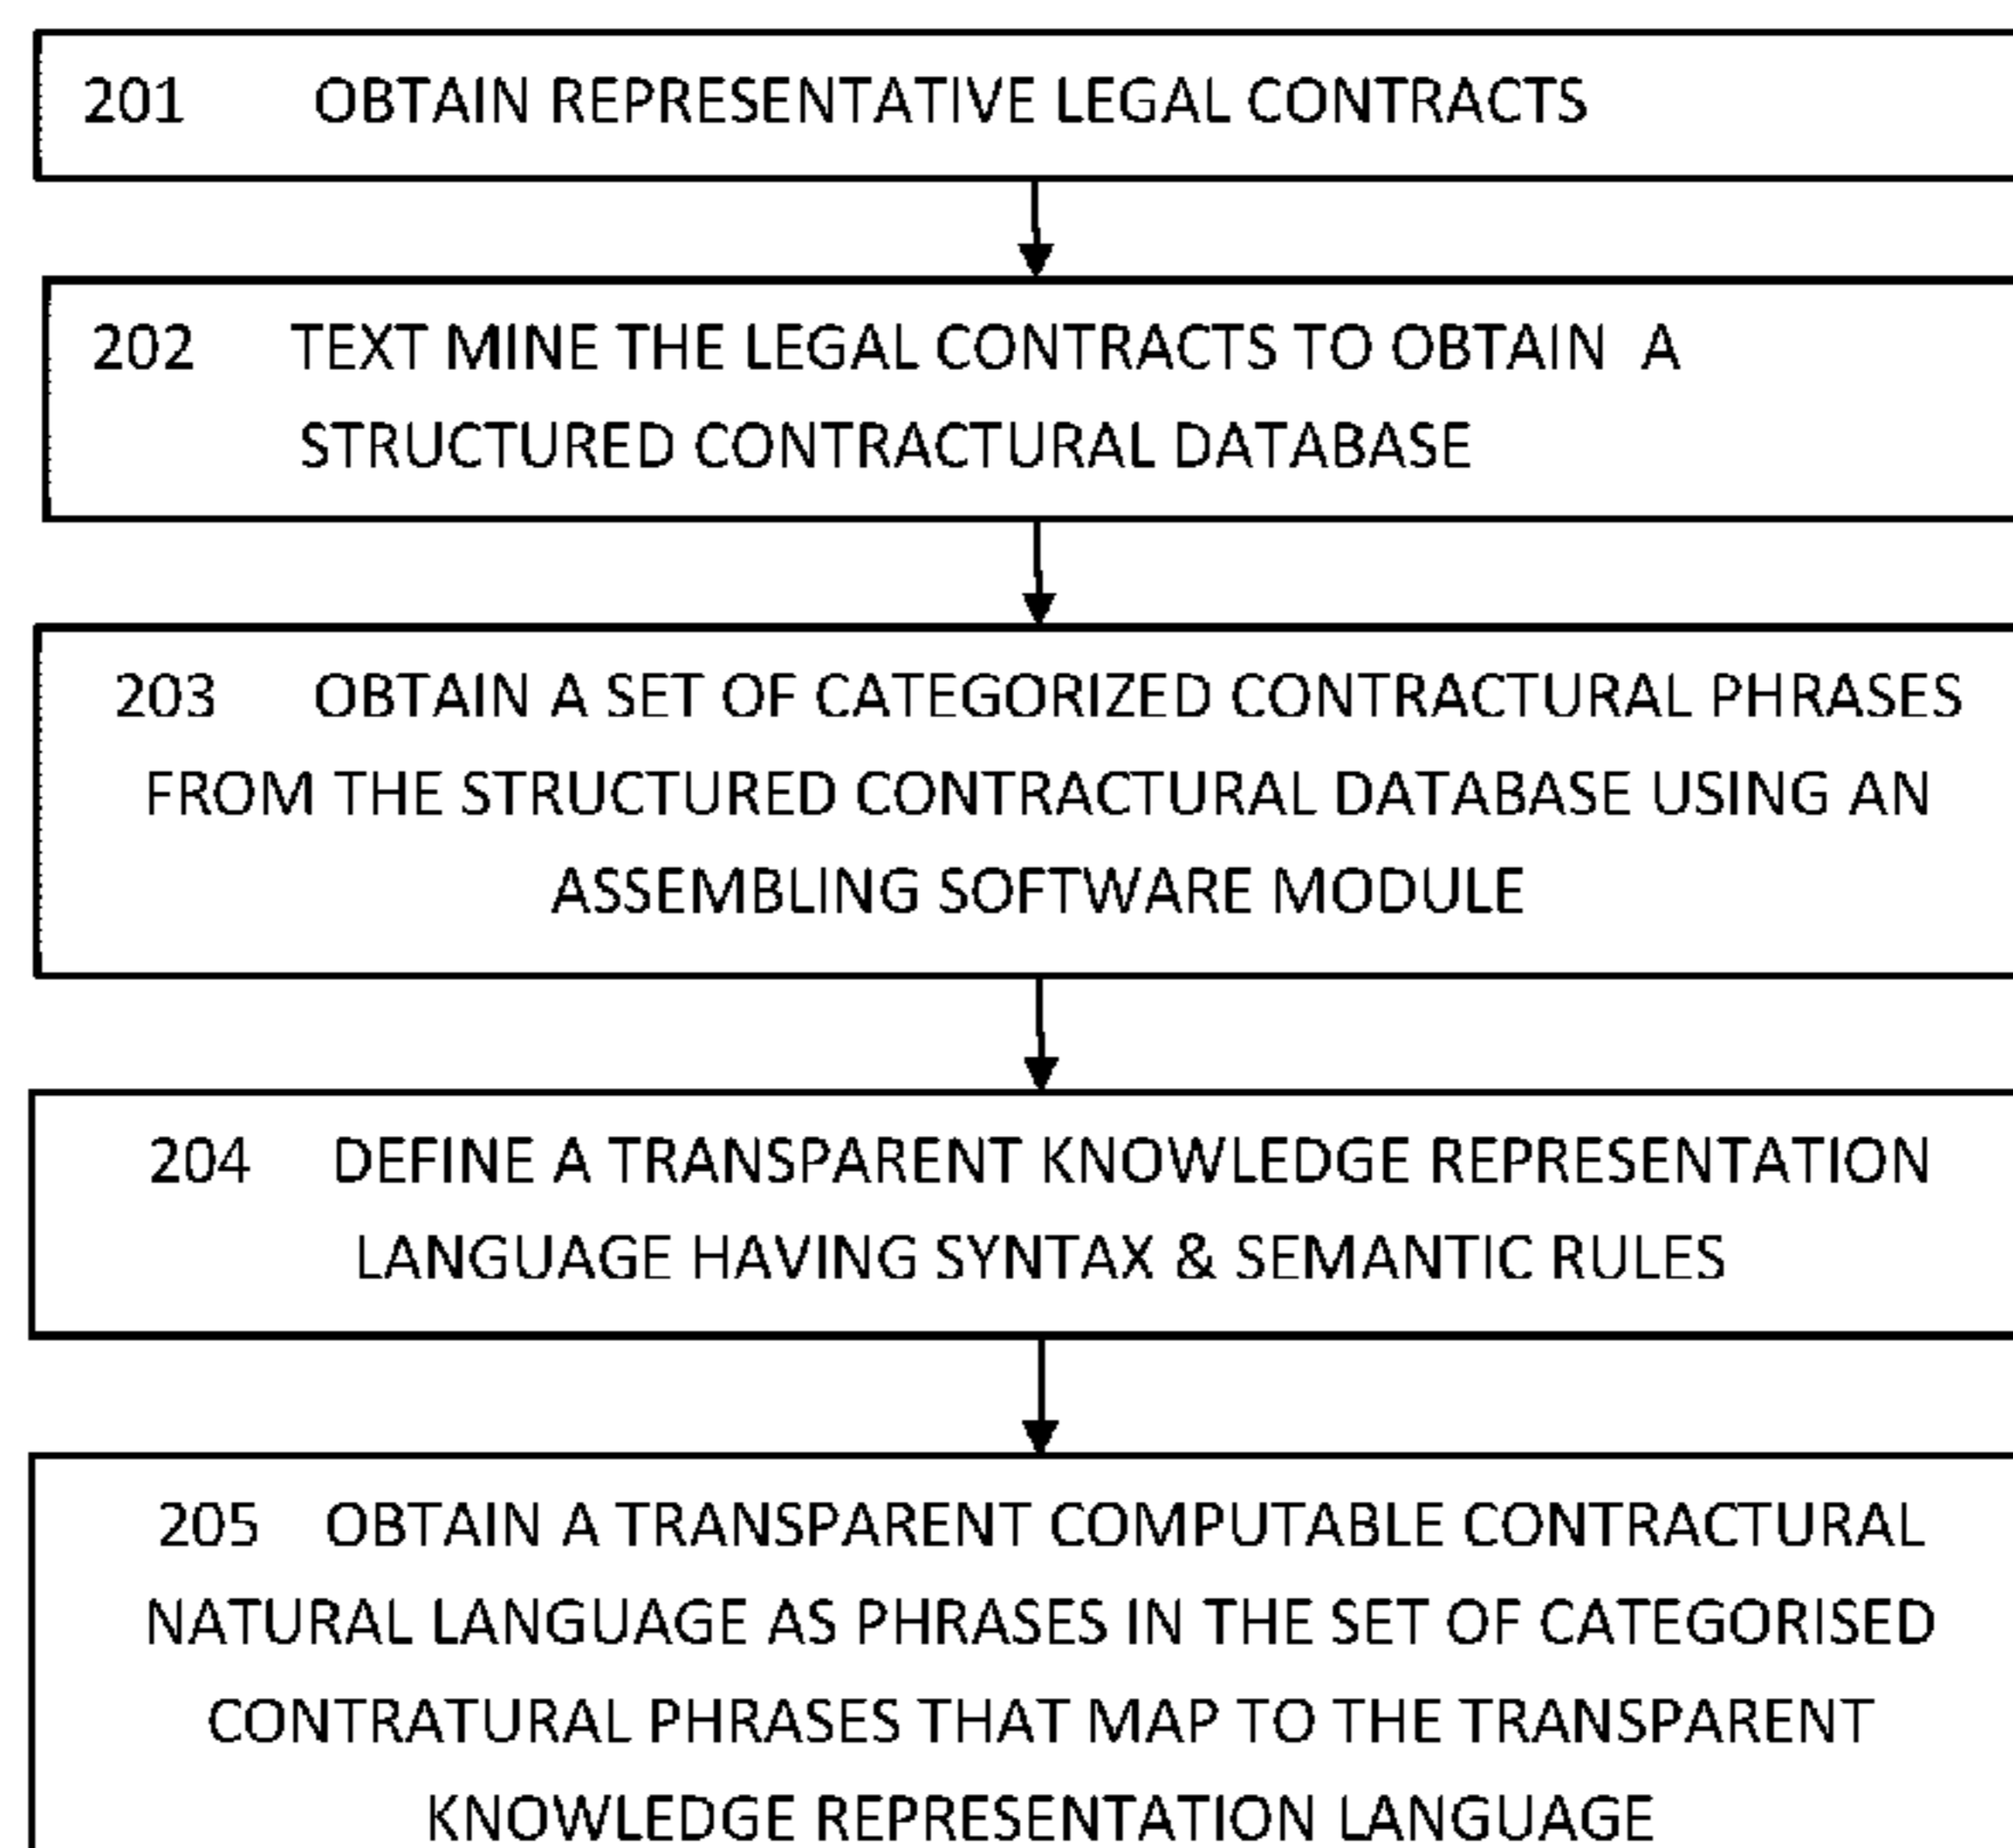 201 OBTAIN REPRESENTATIVE LEGAL CONTRACTS
202 TEXT MINE THE LEGAL CONTRACTS TO OBTAIN A
STRUCTURED CONTRACTURAL DATABASE
203 OBTAIN A SET OF CATEGORIZED CONTRACTURAL PHRASES
FROM THE STRUCTURED CONTRACTURAL DATABASE USING AN
ASSEMBLING SOFTWARE MODULE
204 DEFINE A TRANSPARENT KNOWLEDGE REPRESENTATION
LANGUAGE HAVING SYNTAX & SEMANTIC RULES
205 OBTAIN A TRANSPARENT COMPUTABLE CONTRACTURAL
NATURAL LANGUAGE AS PHRASES IN THE SET OF CATEGORISED
CONTRATURAL PHRASES THAT MAP TO THE TRANSPARENT
KNOWLEDGE REPRESENTATION LANGUAGE